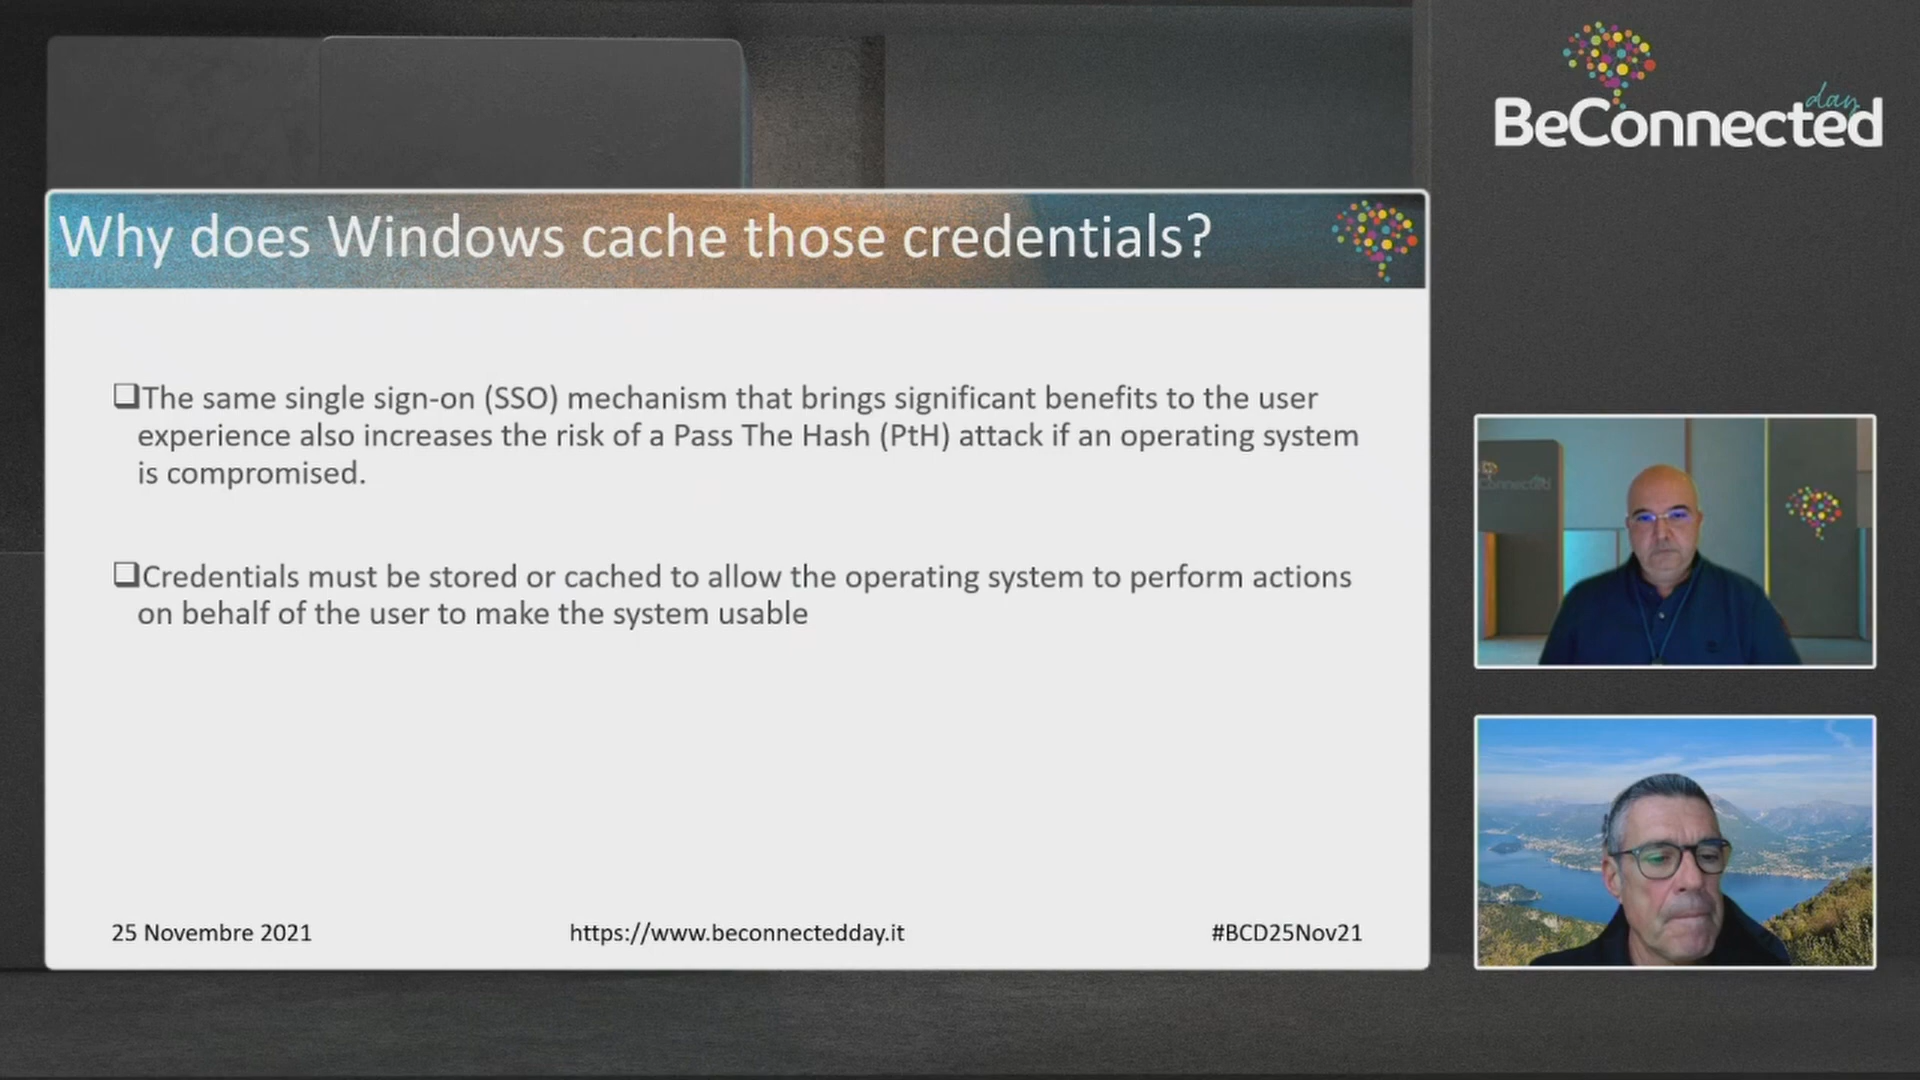 day
BeConnected
Why does Windows cache those credentials?
The same single sign-on (SSO) mechanism that brings significant benefits to the user
experience also increases the risk of a Pass The Hash (PtH) attack if an operating system
is compromised.
Credentials must be stored or cached to allow the operating system to perform actions
on behalf of the user to make the system usable
25 Novembre 2021
https://www.beconnectedday.it
#BCD25Nov21
Connected